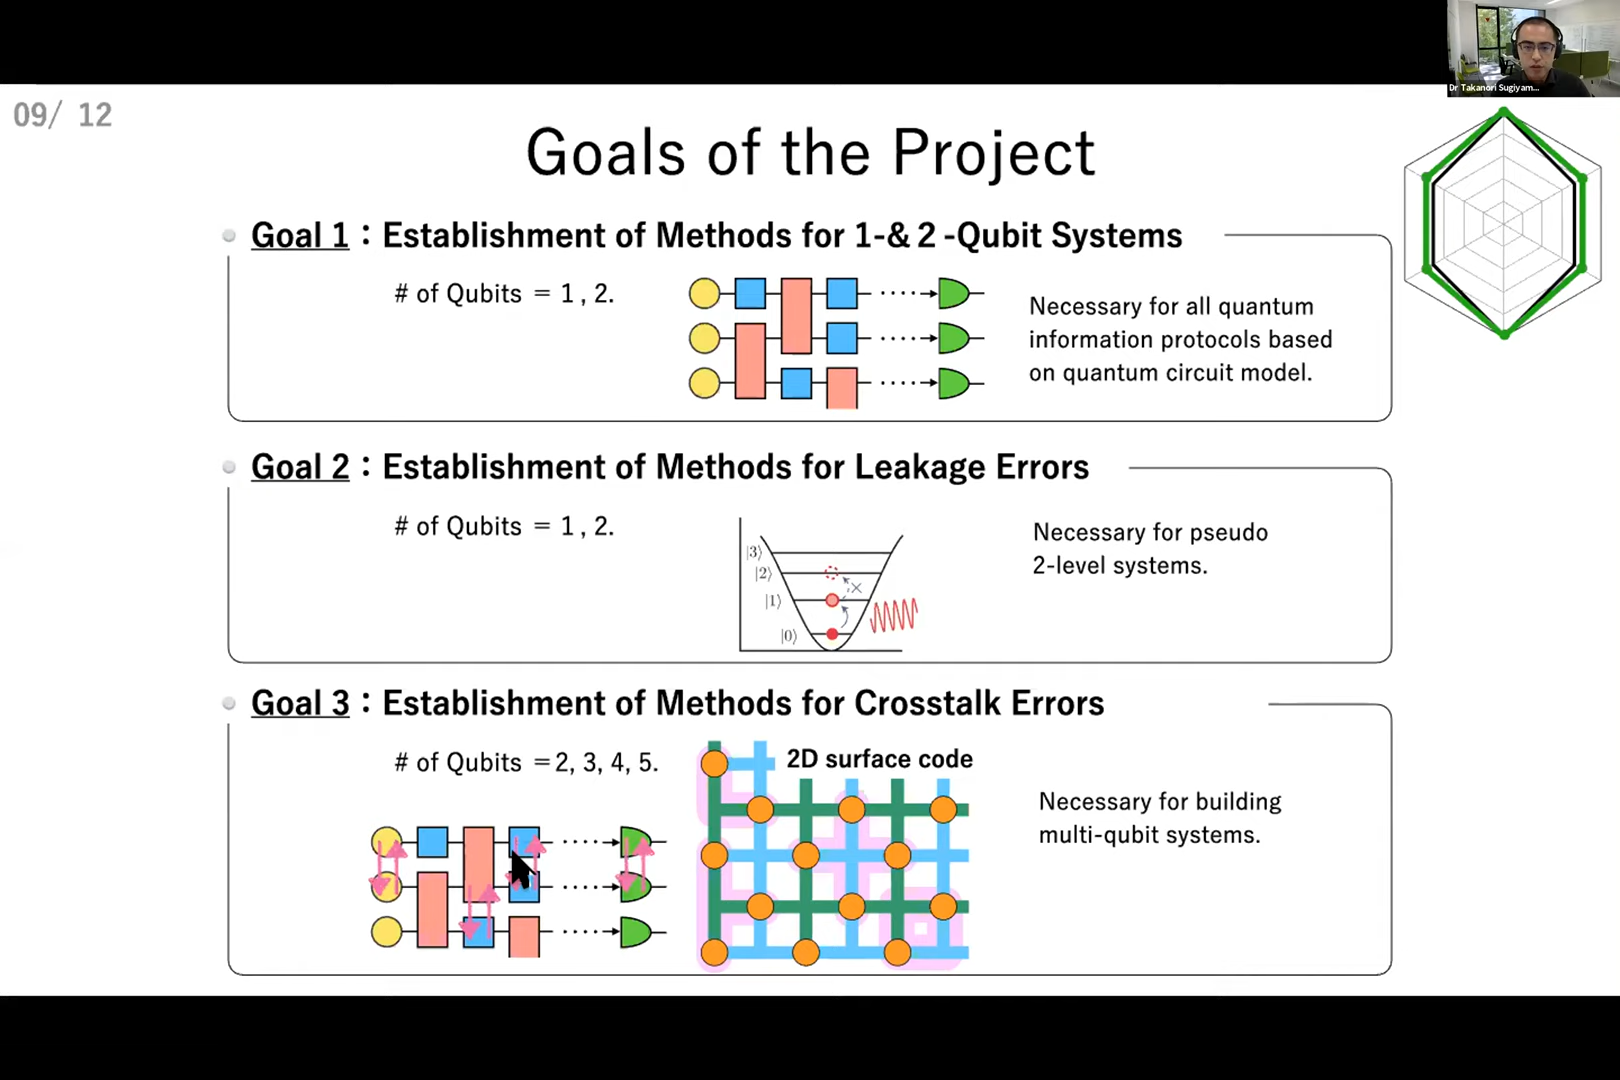 Dr Takanori Sugiyam...
09/ 12
Goals of the Project
Goal 1 : Establishment of Methods for 1-& 2 -Qubit Systems
# of Qubits = 1 , 2.
Necessary for all quantum
information protocols based
on quantum circuit model.
Goal 2 : Establishment of Methods for Leakage Errors
# of Qubits = 1 , 2.
|3⟩
|2⟩
|1⟩
|0⟩
Necessary for pseudo
2-level systems.
Goal 3 : Establishment of Methods for Crosstalk Errors
# of Qubits = 2, 3, 4, 5.
2D surface code
Necessary for building
multi-qubit systems.